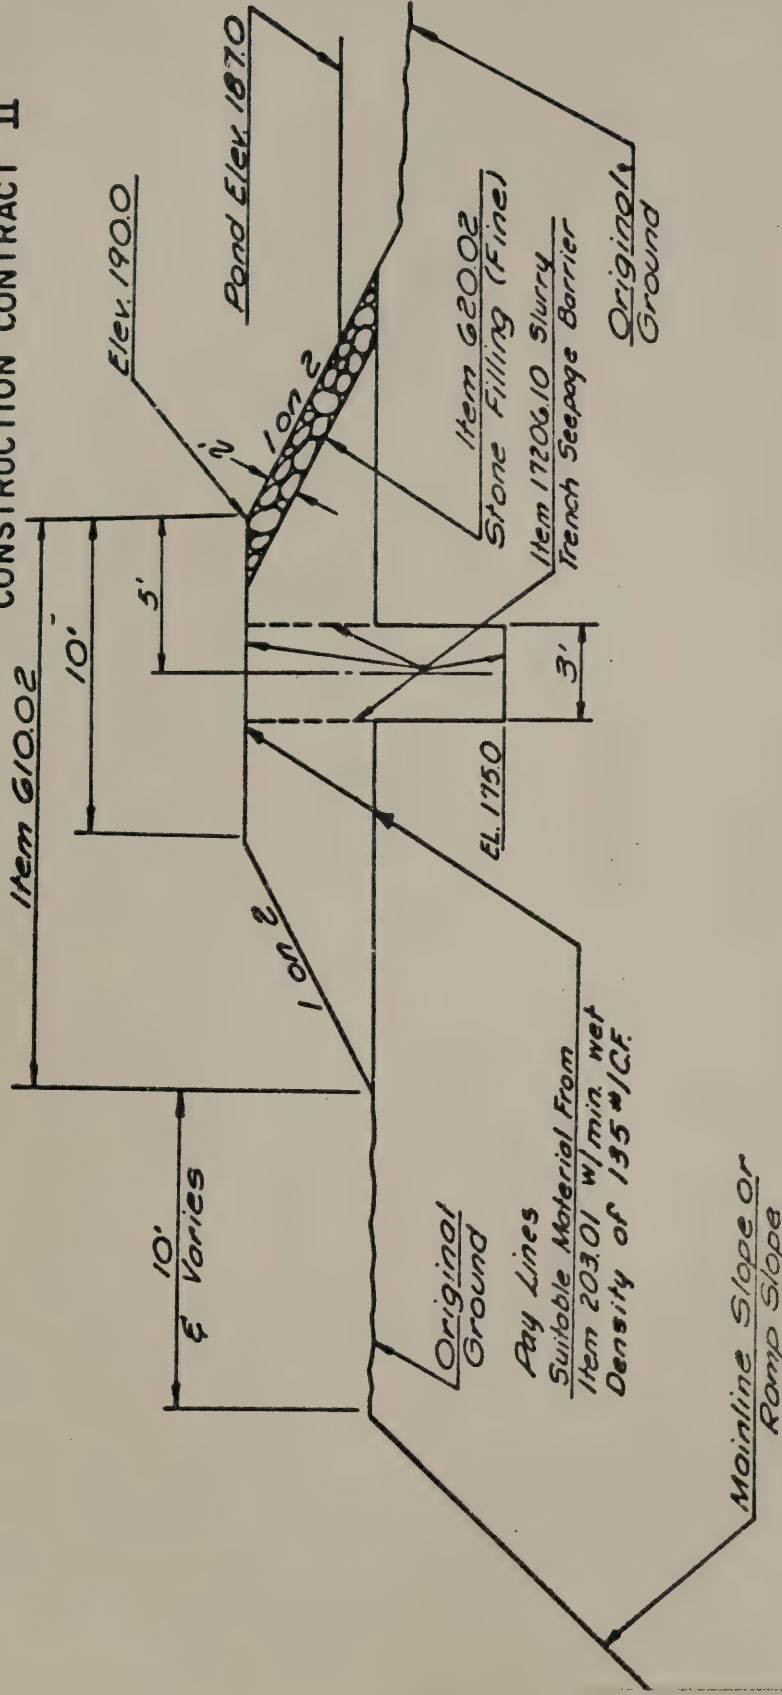 CONSTRUCTION CONTRACT II
Item 610.02
10'
5'
10'
& Varies
Elev. 190.0
Pond Elev. 187.0
1 on 2
1 on 2
3'
EL. 175.0
Item 620.02
Stone Filling (Fine)
Item 17206.10 Slurry
Trench Seepage Barrier
Original
Ground
Original
Ground
Pay Lines
Suitable Material From
Item 203.01 w/min. wet
Density of 135 #/C.F.
Mainline Slope or
Ramp Slope